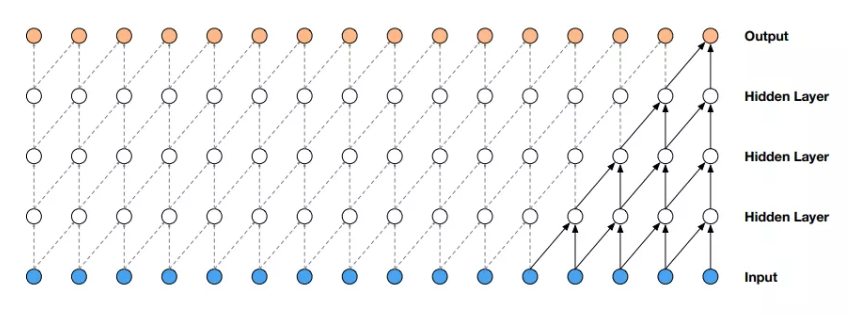 Output
Hidden Layer
Hidden Layer
Hidden Layer
Input